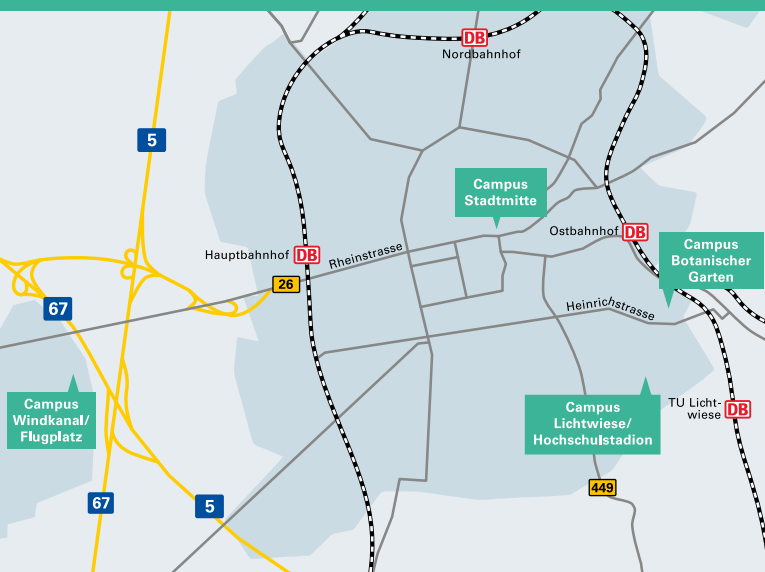 DB
Nordbahnhof
5
Campus
Stadtmitte
Ostbahnhof DB
Campus
Botanischer
Garten
Hauptbahnhof DB
Rheinstrasse
26
67
Heinrichstrasse
Campus
Windkanal/
Flugplatz
Campus
Lichtwiese/
Hochschulstadion
TU Licht-
wiese DB
449
67
5